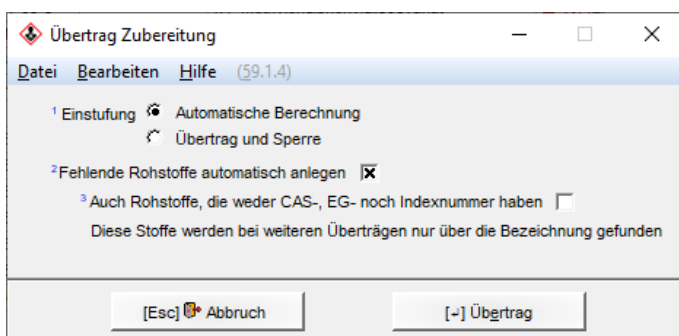 Übertrag Zubereitung
Datei Bearbeiten Hilfe (59.1.4)
1 Einstufung Automatische Berechnung
Übertrag und Sperre
2 Fehlende Rohstoffe automatisch anlegen
3 Auch Rohstoffe, die weder CAS-, EG- noch Indexnummer haben
Diese Stoffe werden bei weiteren Überträgen nur über die Bezeichnung gefunden
[Esc] Abbruch [↵] Übertrag